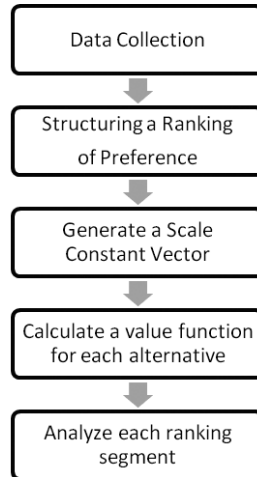 Data Collection
Structuring a Ranking
of Preference
Generate a Scale
Constant Vector
Calculate a value function
for each alternative
Analyze each ranking
segment